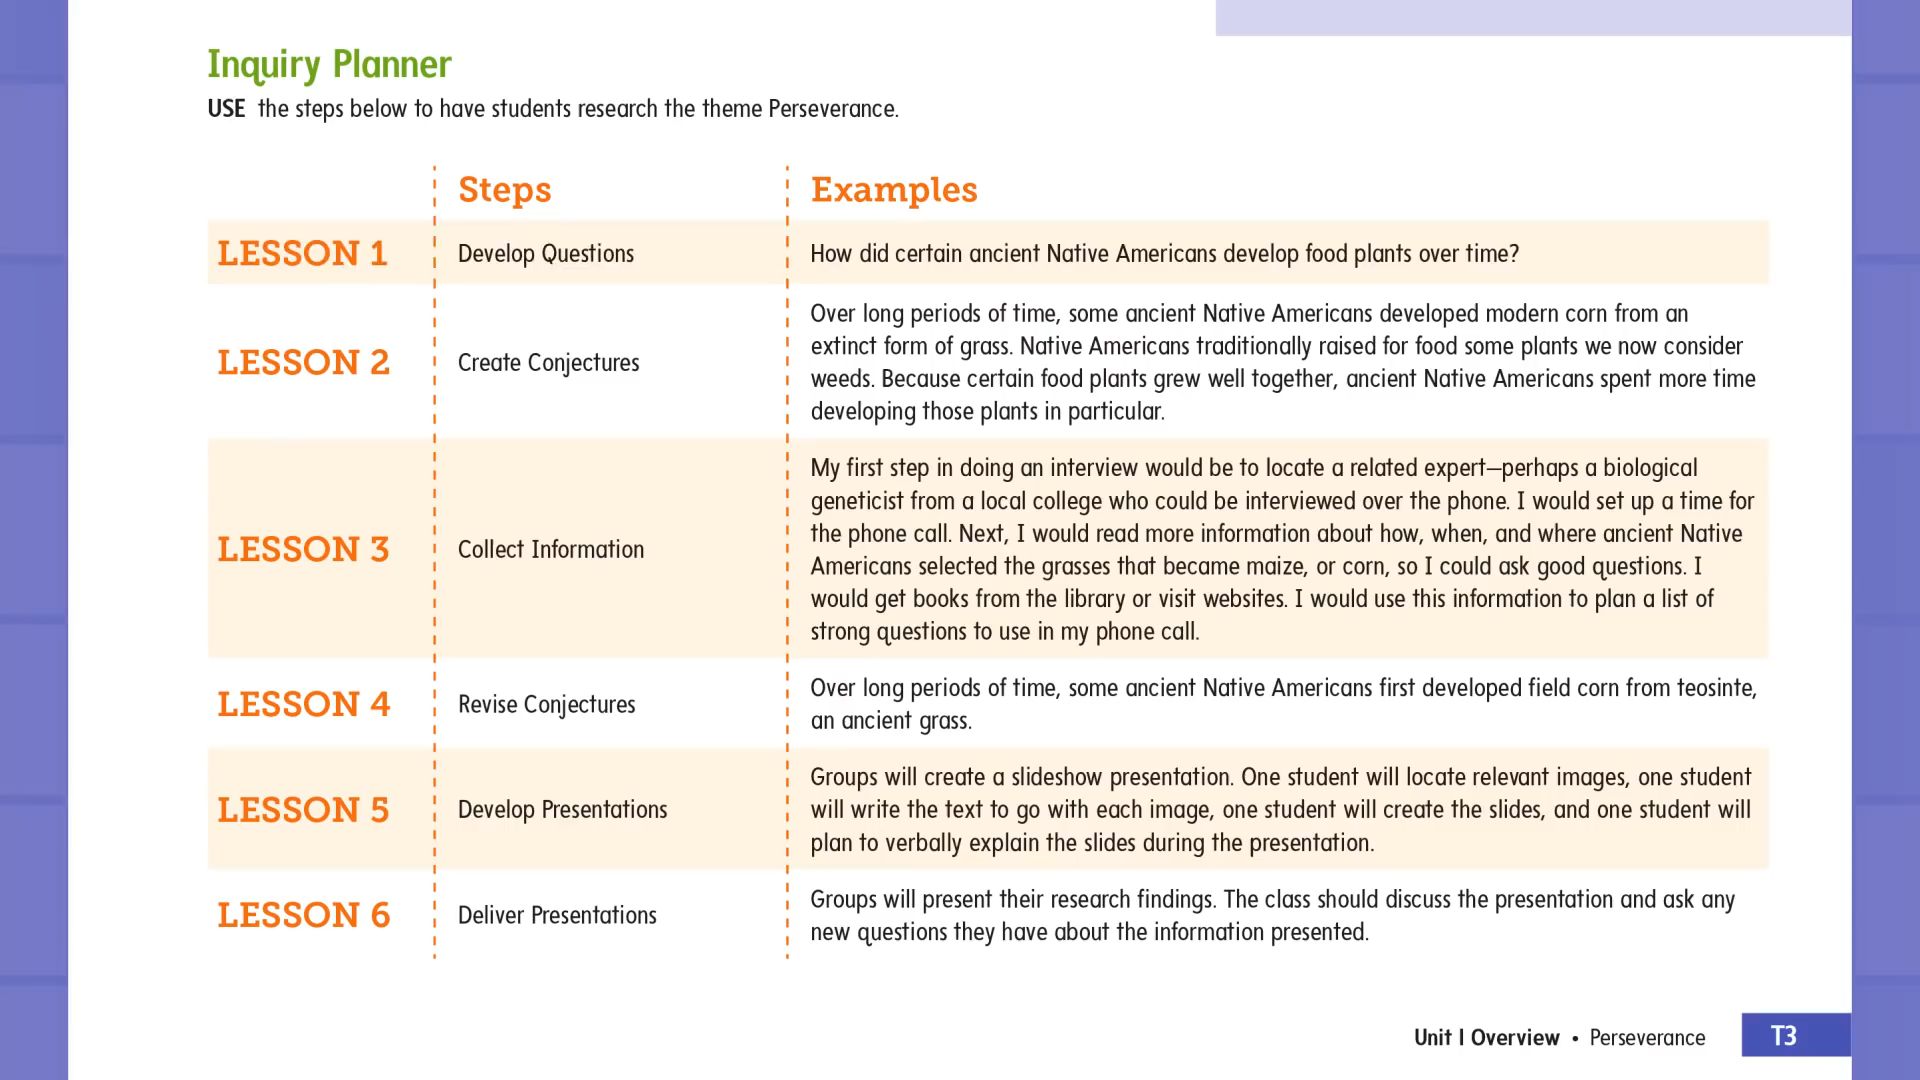 Inquiry Planner
USE the steps below to have students research the theme Perseverance.
Steps
Examples
LESSON 1
Develop Questions
How did certain ancient Native Americans develop food plants over time?
LESSON 2
Create Conjectures
Over long periods of time, some ancient Native Americans developed modern corn from an
extinct form of grass. Native Americans traditionally raised for food some plants we now consider
weeds. Because certain food plants grew well together, ancient Native Americans spent more time
developing those plants in particular.
LESSON 3
Collect Information
My first step in doing an interview would be to locate a related expert—perhaps a biological
geneticist from a local college who could be interviewed over the phone. I would set up a time for
the phone call. Next, I would read more information about how, when, and where ancient Native
Americans selected the grasses that became maize, or corn, so I could ask good questions. I
would get books from the library or visit websites. I would use this information to plan a list of
strong questions to use in my phone call.
LESSON 4
Revise Conjectures
Over long periods of time, some ancient Native Americans first developed field corn from teosinte,
an ancient grass.
LESSON 5
Develop Presentations
Groups will create a slideshow presentation. One student will locate relevant images, one student
will write the text to go with each image, one student will create the slides, and one student will
plan to verbally explain the slides during the presentation.
LESSON 6
Deliver Presentations
Groups will present their research findings. The class should discuss the presentation and ask any
new questions they have about the information presented.
Unit 1 Overview • Perseverance
T3